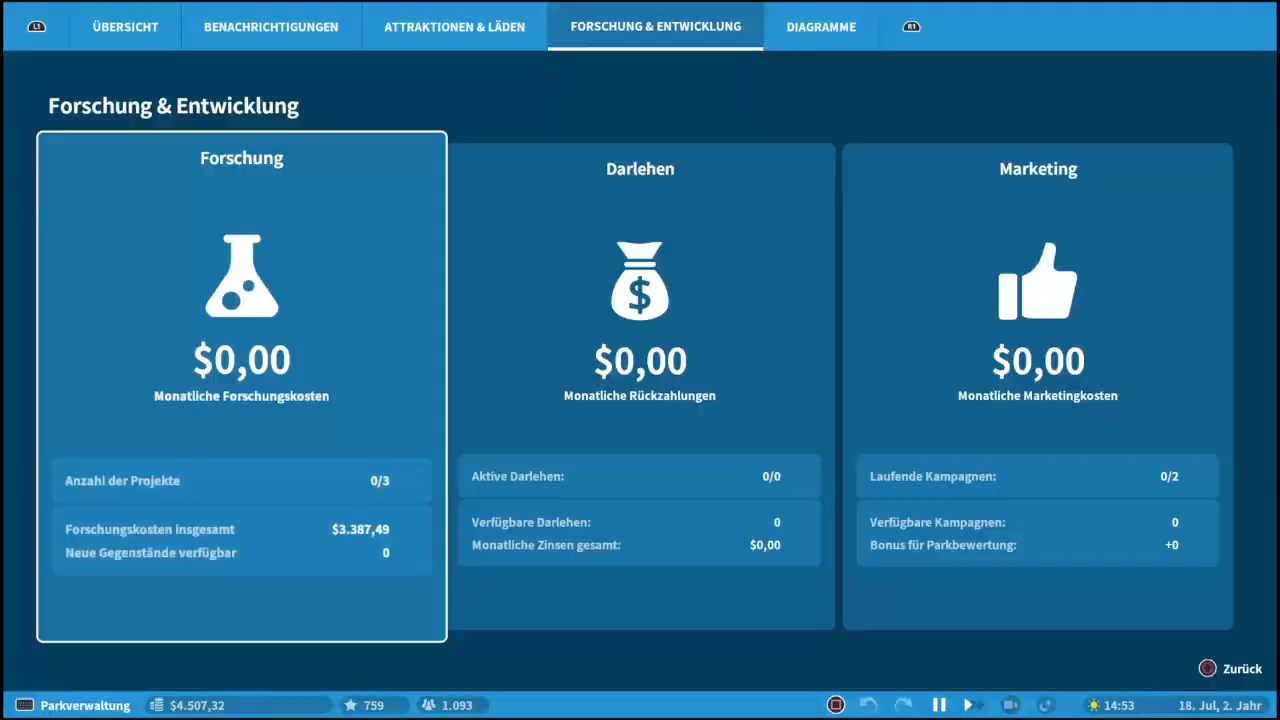 L1
ÜBERSICHT
BENACHRICHTIGUNGEN
ATTRAKTIONEN & LÄDEN
FORSCHUNG & ENTWICKLUNG
DIAGRAMME
R1
Forschung & Entwicklung
Forschung
$0,00
Monatliche Forschungskosten
Anzahl der Projekte 0/3
Forschungskosten insgesamt $3.387,49
Neue Gegenstände verfügbar 0
Darlehen
$
$0,00
Monatliche Rückzahlungen
Aktive Darlehen: 0/0
Verfügbare Darlehen: 0
Monatliche Zinsen gesamt: $0,00
Marketing
$0,00
Monatliche Marketingkosten
Laufende Kampagnen: 0/2
Verfügbare Kampagnen: 0
Bonus für Parkbewertung: +0
Zurück
Parkverwaltung $4.507,32 759 1.093 14:53 18. Jul, 2. Jahr